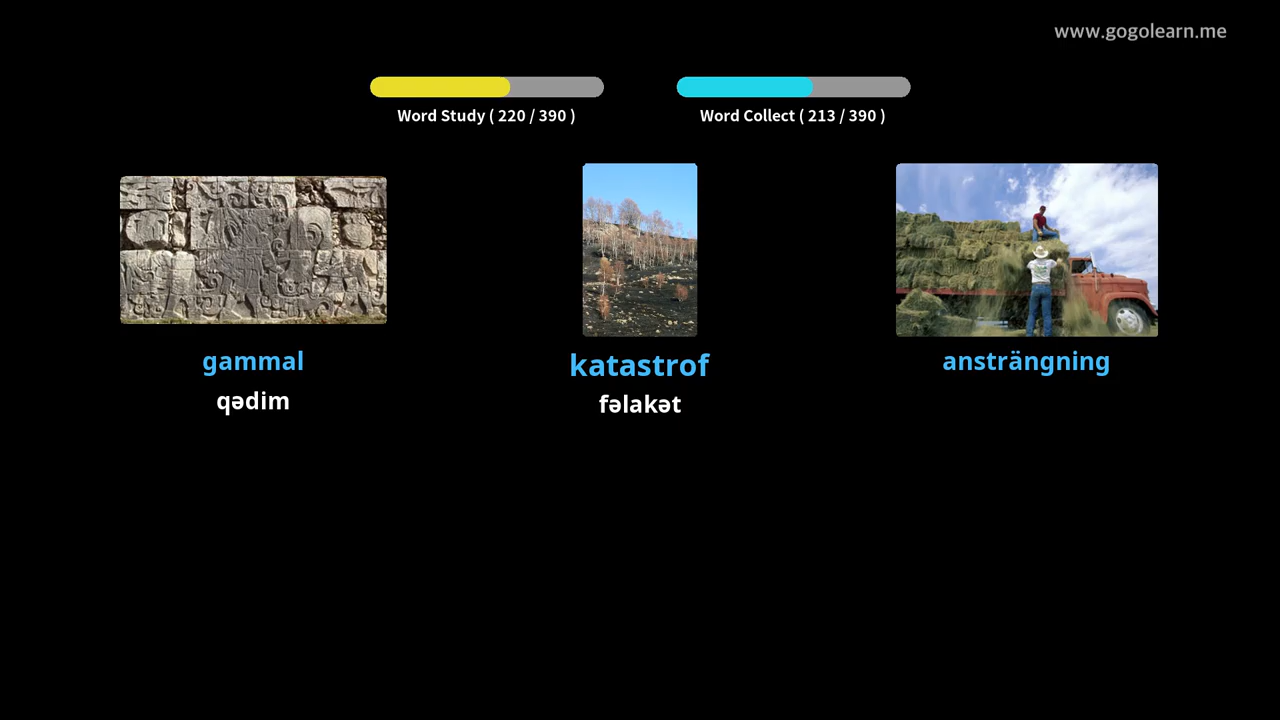 www.gogolearn.me
Word Study ( 220 / 390 )
Word Collect ( 213 / 390 )
gammal
qədim
katastrof
fəlakət
ansträngning